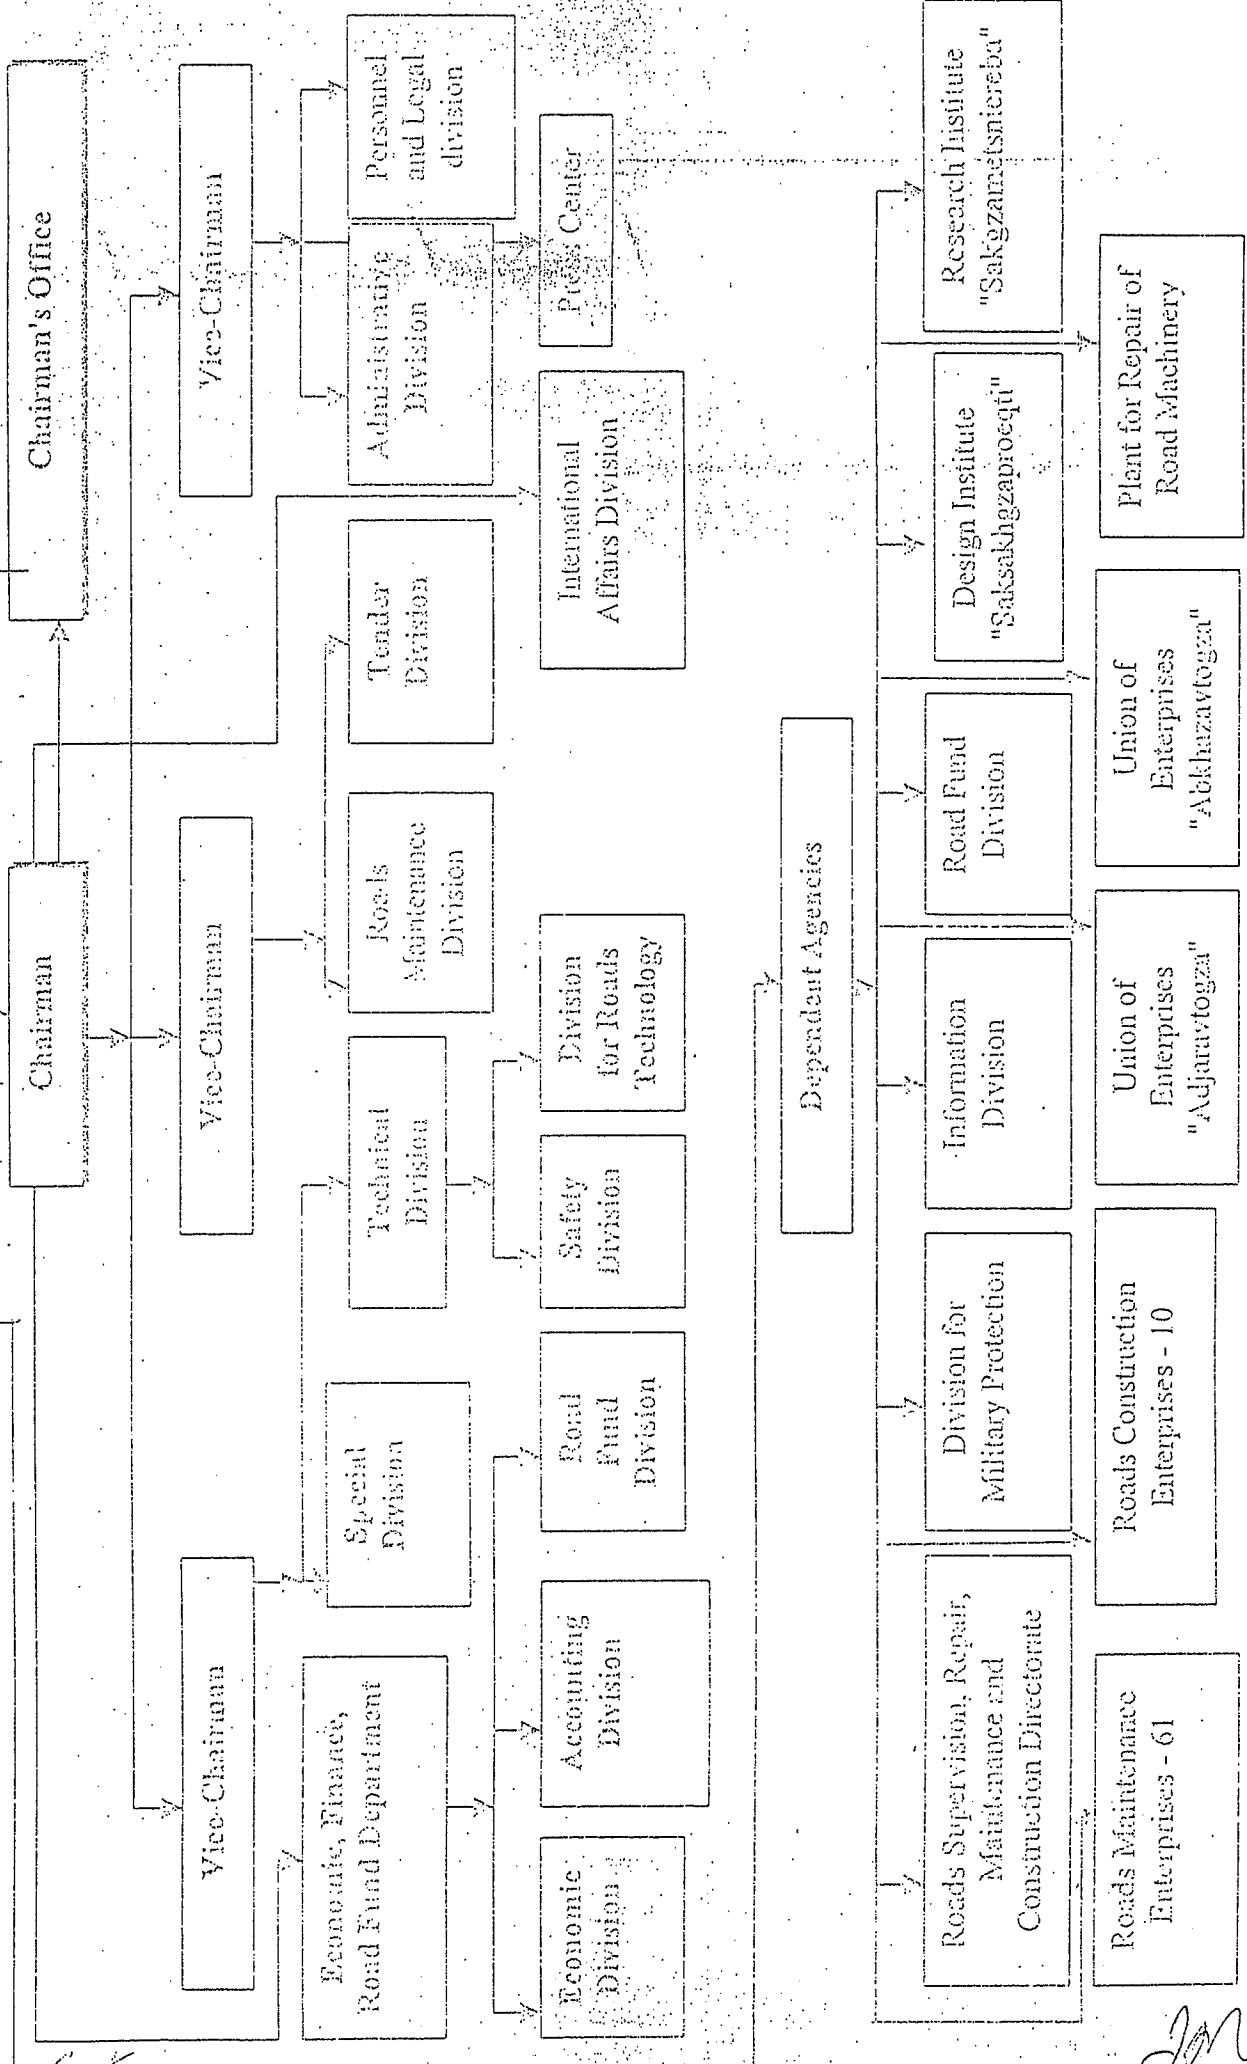 Chairman
Chairman's Office
Vice-Chairman
Vice-Chairman
Vice-Chairman
Economic, Finance,
Road Fund Department
Special
Division
Technical
Division
Roads
Maintenance
Division
Tender
Division
Administrative
Division
Personnel
and Legal
division
Economic
Division
Accounting
Division
Road
Fund
Division
Safety
Division
Division
for Roads
Technology
International
Affairs Division
Press Center
Dependent Agencies
Roads Supervision, Repair,
Maintenance and
Construction Directorate
Division for
Military Protection
Information
Division
Road Fund
Division
Design Institute
"Saksakhgzaproeqti"
Research Institute
"Sakgzametsniereba"
Roads Maintenance
Enterprises - 61
Roads Construction
Enterprises - 10
Union of
Enterprises
"Adjaravtogza"
Union of
Enterprises
"Abkhazavtogza"
Plant for Repair of
Road Machinery